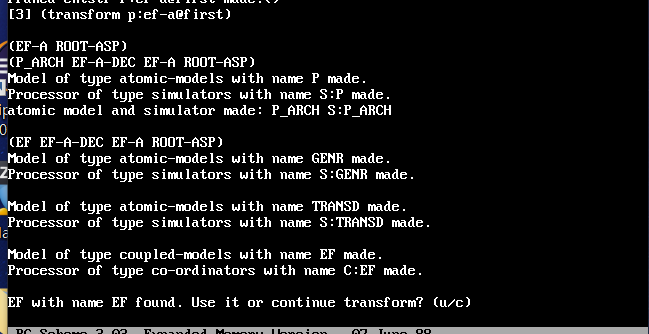 [3] (transform p:ef-a@first)
(EF-A ROOT-ASP)
(P_ARCH EF-A-DEC EF-A ROOT-ASP)
Model of type atomic-models with name P made.
Processor of type simulators with name S:P made.
atomic model and simulator made: P_ARCH S:P_ARCH
(EF EF-A-DEC EF-A ROOT-ASP)
Model of type atomic-models with name GENR made.
Processor of type simulators with name S:GENR made.
Model of type atomic-models with name TRANSD made.
Processor of type simulators with name S:TRANSD made.
Model of type coupled-models with name EF made.
Processor of type co-ordinators with name C:EF made.
EF with name EF found. Use it or continue transform? (u/c)
PC Scheme 3.03 Expanded Memory Version 07 June 88